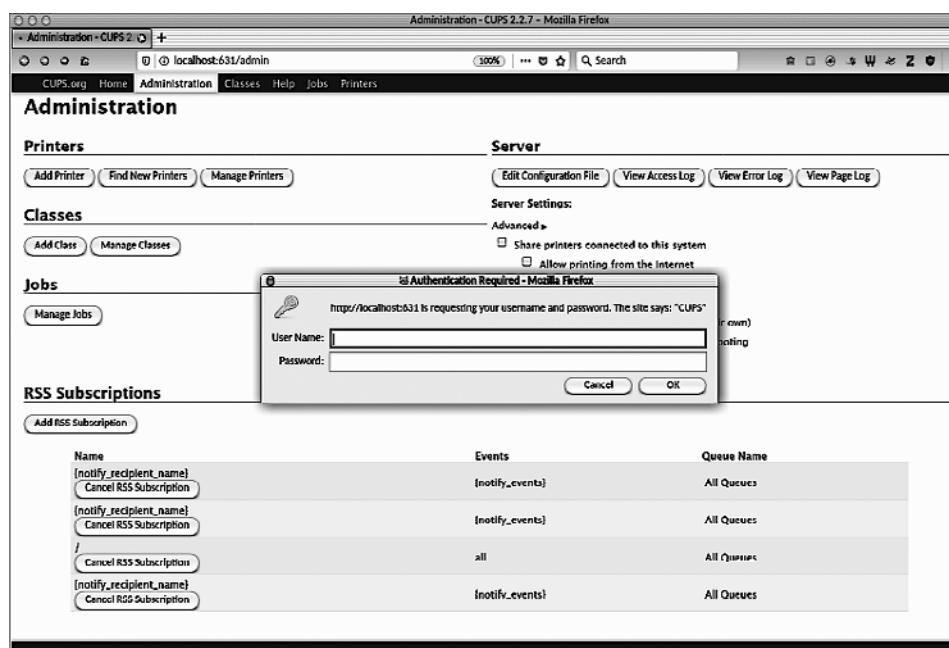 Administration - CUPS 2.2.7 - Mozilla Firefox
Administration - CUPS 2
localhost:631/admin
100%
Search
CUPS.org Home Administration Classes Help Jobs Printers
Administration
Printers
Add Printer Find New Printers Manage Printers
Server
Edit Configuration File View Access Log View Error Log View Page Log
Server Settings:
Advanced
Share printers connected to this system
Allow printing from the Internet
Classes
Add Class Manage Classes
Jobs
Manage Jobs
r own)
Authentication Required - Mozilla Firefox
http://localhost:631 is requesting your username and password. The site says: "CUPS"
User Name:
Password:
Cancel OK
RSS Subscriptions
Add RSS Subscription
Name Events Queue Name
{notify_recipient_name}
Cancel RSS Subscription {notify_events} All Queues
{notify_recipient_name}
Cancel RSS Subscription {notify_events} All Queues
/
Cancel RSS Subscription all All Queues
{notify_recipient_name}
Cancel RSS Subscription {notify_events} All Queues